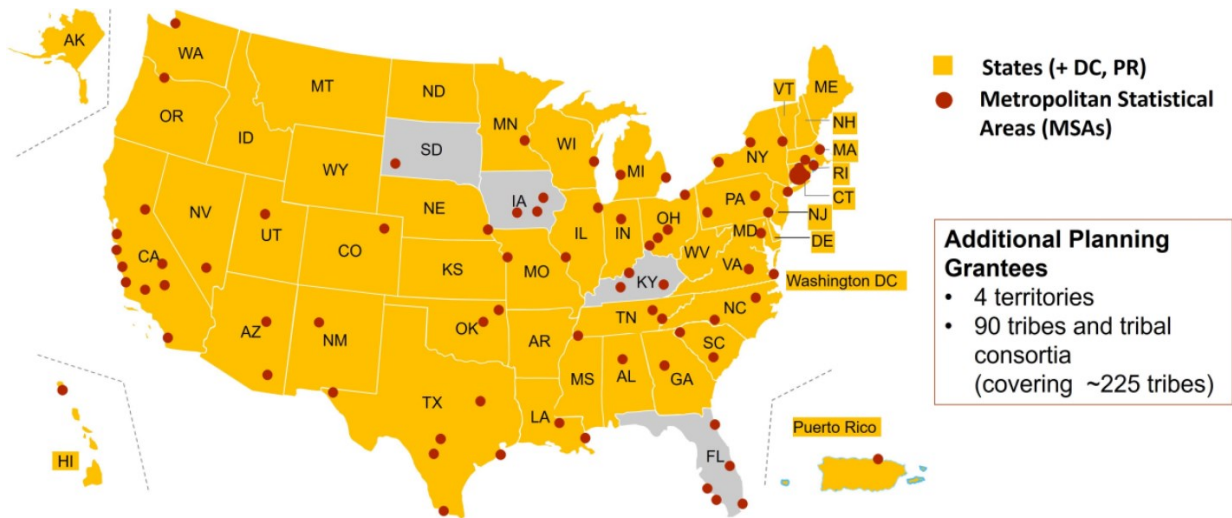 AK
WA
MT
ND
OR
ID
WY
SD
MN
WI
MI
NY
VT
ME
NH
MA
RI
CT
NJ
DE
NV
UT
CO
NE
IA
IL
IN
OH
PA
MD
WV
VA
Washington DC
CA
KS
MO
KY
AZ
NM
OK
AR
TN
NC
SC
TX
LA
MS
AL
GA
FL
HI
Puerto Rico
States (+ DC, PR)
Metropolitan Statistical
Areas (MSAs)
Additional Planning
Grantees
• 4 territories
• 90 tribes and tribal
consortia
(covering ~225 tribes)